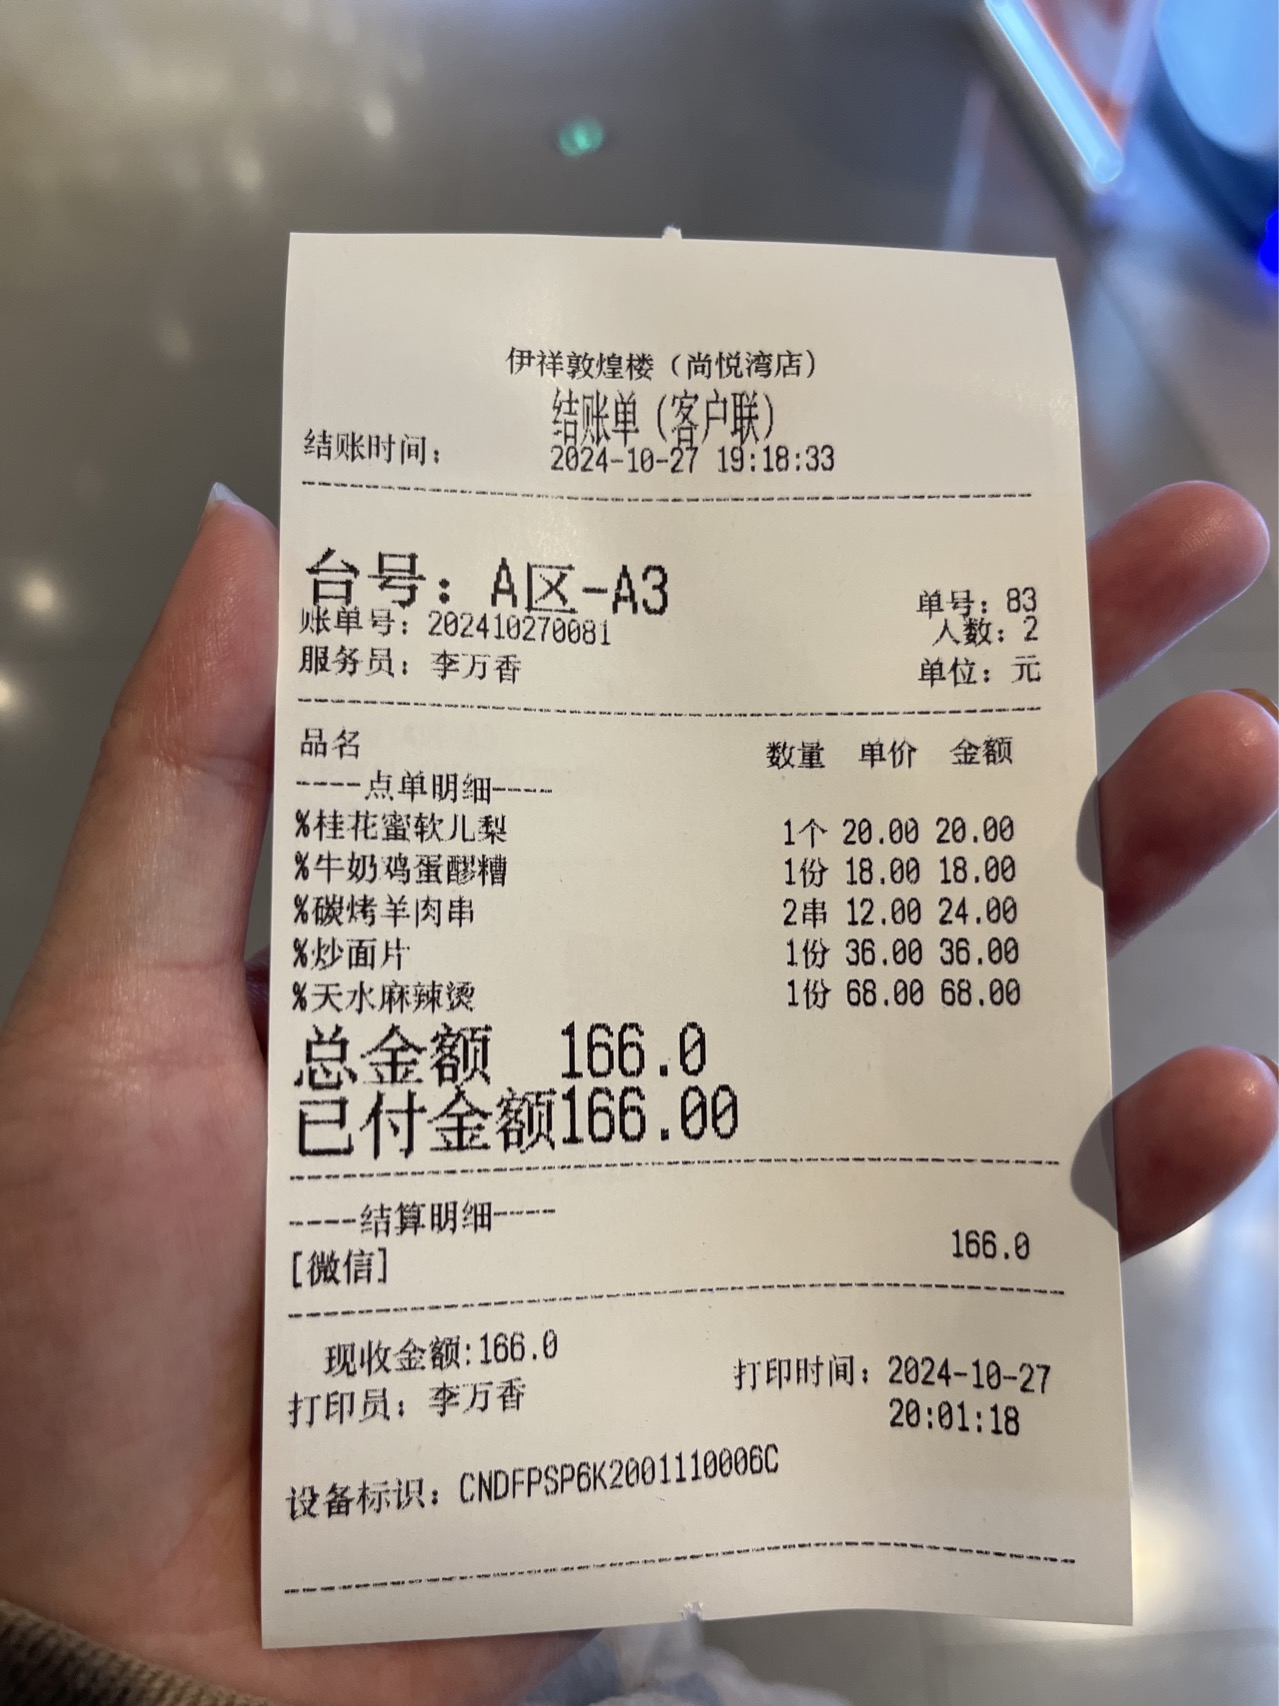 伊祥敦煌楼（尚悦湾店）
结账单（客户联）
结账时间： 2024-10-27 19:18:33
台号：A区-A3
单号：83
账单号：202410270081
人数：2
服务员：李万香
单位：元
品名 数量 单价 金额
----点单明细----
%桂花蜜软儿梨 1个 20.00 20.00
%牛奶鸡蛋醪糟 1份 18.00 18.00
%碳烤羊肉串 2串 12.00 24.00
%炒面片 1份 36.00 36.00
%天水麻辣烫 1份 68.00 68.00
总金额 166.0
已付金额166.00
----结算明细----
[微信] 166.0
现收金额:166.0
打印员：李万香
打印时间：2024-10-27
20:01:18
设备标识：CNDFPSP6K2001110006C